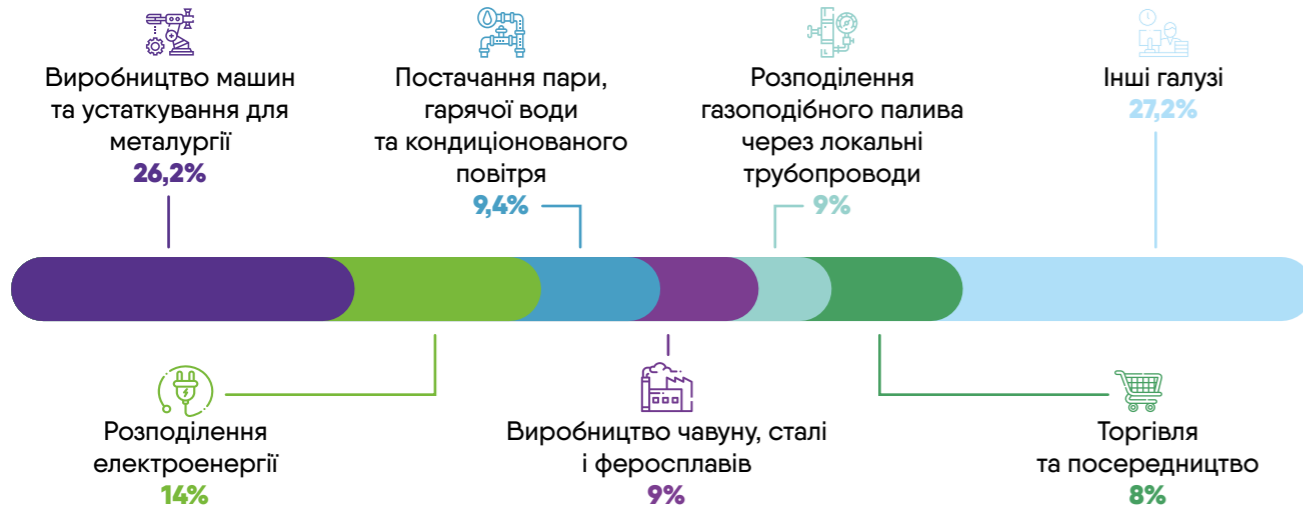 Виробництво машин
та устаткування для
металургії
26,2%
Постачання пари,
гарячої води
та кондиціонованого
повітря
9,4%
Розподілення
газоподібного палива
через локальні
трубопроводи
9%
Інші галузі
27,2%
Розподілення
електроенергії
14%
Виробництво чавуну, сталі
і феросплавів
9%
Торгівля
та посередництво
8%